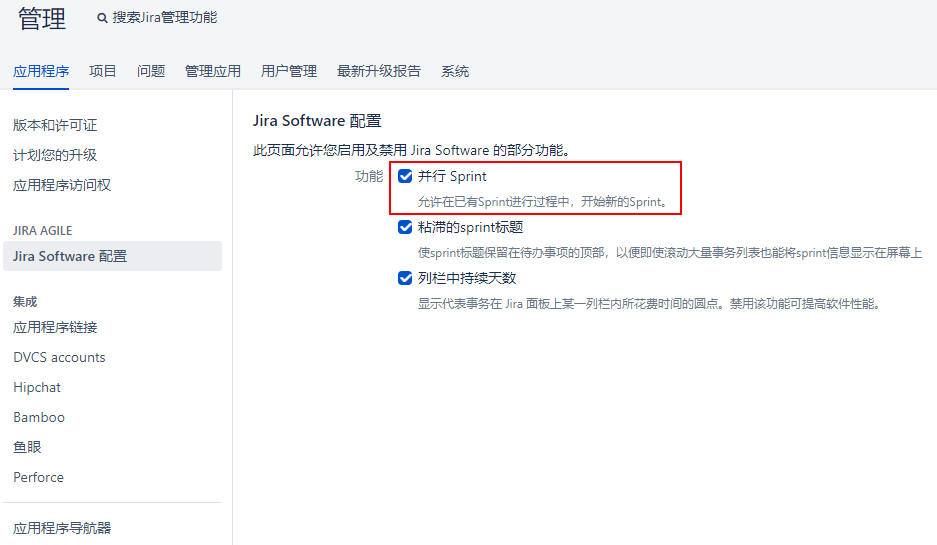 管理
搜索Jira管理功能
应用程序 项目 问题 管理应用 用户管理 最新升级报告 系统
版本和许可证
计划您的升级
应用程序访问权
JIRA AGILE
Jira Software 配置
集成
应用程序链接
DVCS accounts
Hipchat
Bamboo
鱼眼
Perforce
应用程序导航器
Jira Software 配置
此页面允许您启用及禁用 Jira Software 的部分功能。
功能
并行 Sprint
允许在已有Sprint进行过程中，开始新的Sprint。
粘滞的sprint标题
使sprint标题保留在待办事项的顶部，以便即使滚动大量事务列表也能将sprint信息显示在屏幕上
列栏中持续天数
显示代表事务在 Jira 面板上某一列栏内所花费时间的圆点。禁用该功能可提高软件性能。